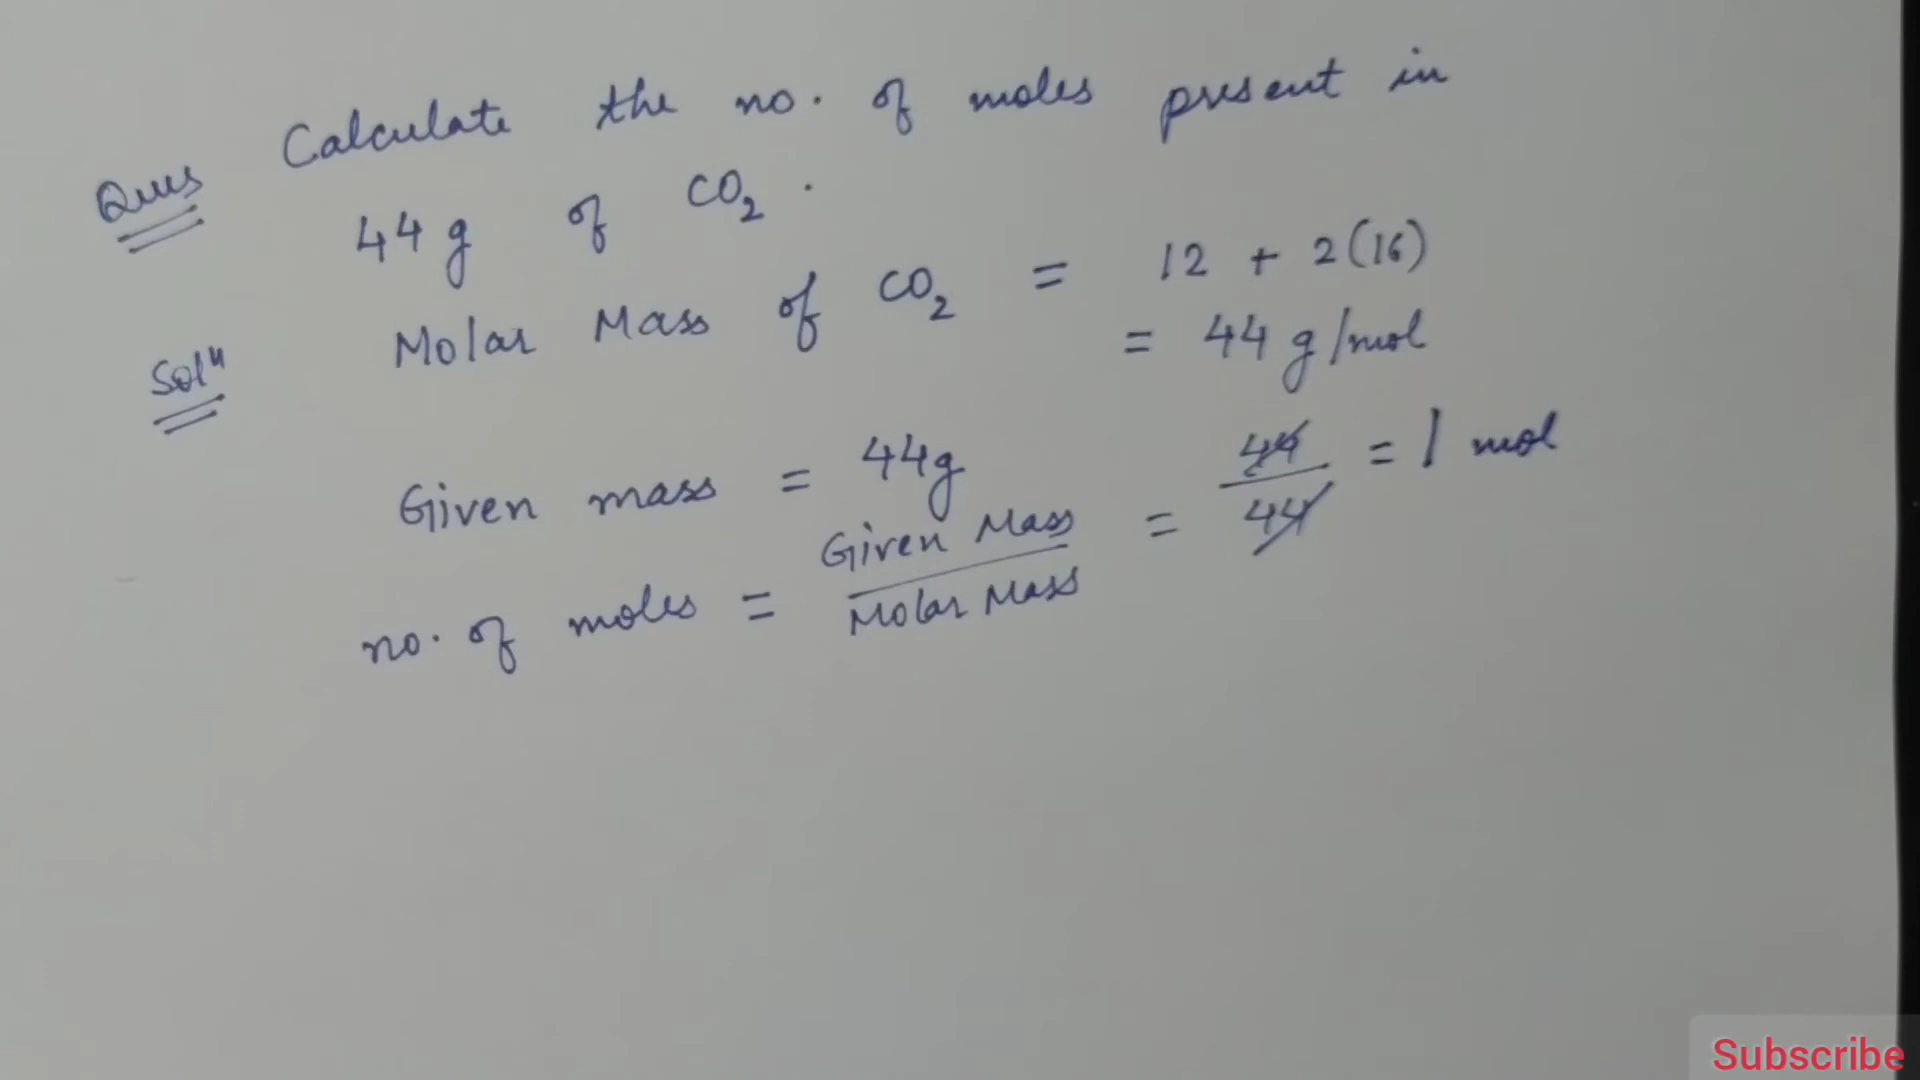 Ques Calculate the no. of moles present in
44 g of CO₂.
Solⁿ Molar Mass of CO₂ = 12 + 2(16)
= 44 g/mol
Given mass = 44g
no. of moles = Given Mass / Molar Mass = 44 / 44 = 1 mol
Subscribe